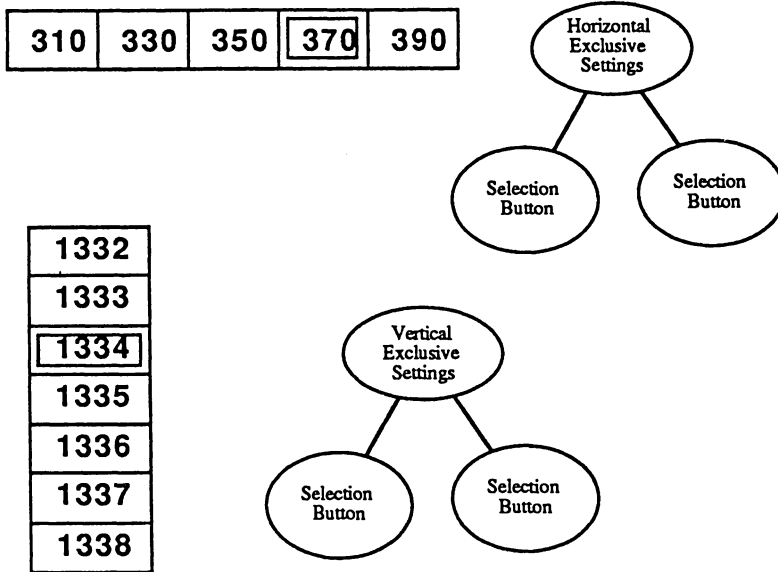 310 330 350 370 390
Horizontal
Exclusive
Settings
Selection
Button
Selection
Button
1332
1333
1334
1335
1336
1337
1338
Vertical
Exclusive
Settings
Selection
Button
Selection
Button